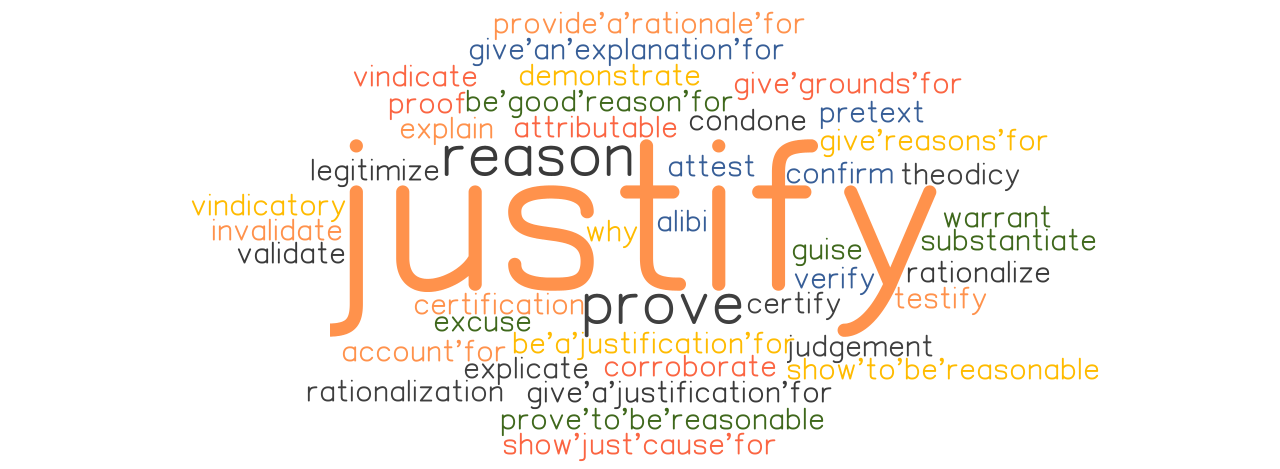 provide'a'rationale'for
give'an'explanation'for
vindicate demonstrate give'grounds'for
proof be'good'reason'for pretext
explain attributable condone give'reasons'for
legitimize reason attest confirm theodicy
justify
vindicatory why alibi warrant
invalidate substantiate
validate guise
verify rationalize
certification prove certify testify
excuse
account'for be'a'justification'for judgement
explicate corroborate show'to'be'reasonable
rationalization give'a'justification'for
prove'to'be'reasonable
show'just'cause'for